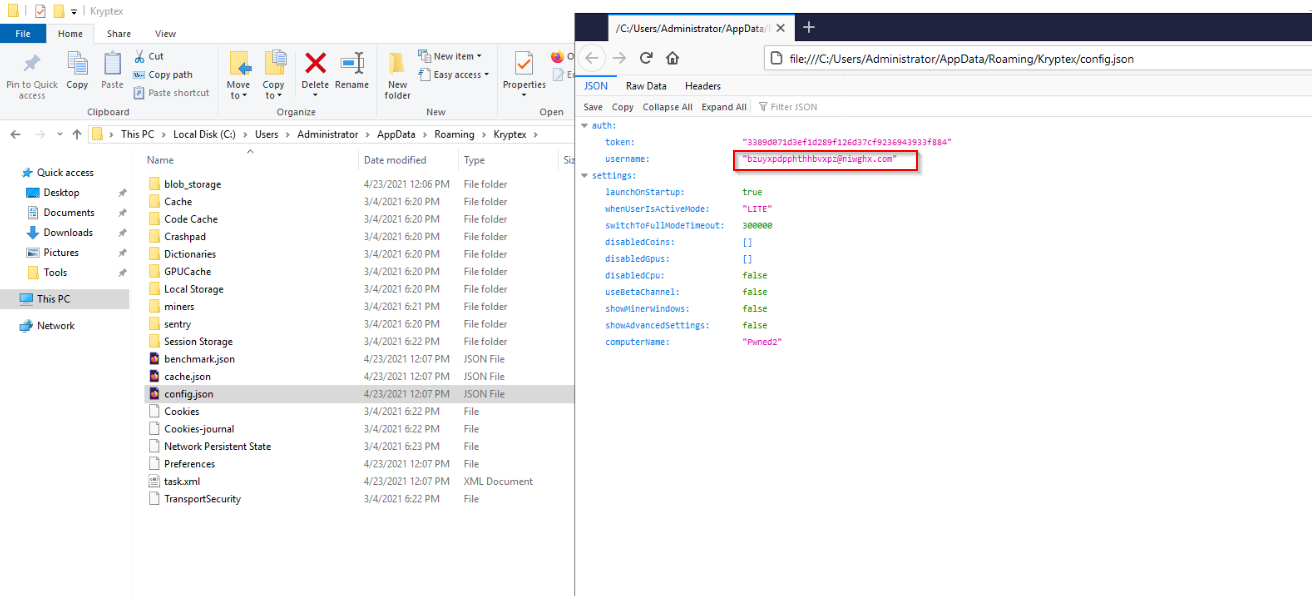 Kryptex
File Home Share View
Pin to Quick access
Copy
Paste
Cut
Copy path
Paste shortcut
Clipboard
Move to
Copy to
Delete
Rename
Organize
New folder
New item
Easy access
New
Properties
Open
This PC > Local Disk (C:) > Users > Administrator > AppData > Roaming > Kryptex >
Quick access
Desktop
Documents
Downloads
Pictures
Tools
This PC
Network
Name Date modified Type
blob_storage 4/23/2021 12:06 PM File folder
Cache 3/4/2021 6:20 PM File folder
Code Cache 3/4/2021 6:20 PM File folder
Crashpad 3/4/2021 6:20 PM File folder
Dictionaries 3/4/2021 6:20 PM File folder
GPUCache 3/4/2021 6:20 PM File folder
Local Storage 3/4/2021 6:20 PM File folder
miners 3/4/2021 6:21 PM File folder
sentry 3/4/2021 6:20 PM File folder
Session Storage 3/4/2021 6:22 PM File folder
benchmark.json 4/23/2021 12:07 PM JSON File
cache.json 4/23/2021 12:07 PM JSON File
config.json 4/23/2021 12:07 PM JSON File
Cookies 3/4/2021 6:22 PM File
Cookies-journal 3/4/2021 6:22 PM File
Network Persistent State 3/4/2021 6:23 PM File
Preferences 4/23/2021 12:07 PM File
task.xml 4/23/2021 12:07 PM XML Document
TransportSecurity 3/4/2021 6:22 PM File
/C:/Users/Administrator/AppData/
file:///C:/Users/Administrator/AppData/Roaming/Kryptex/config.json
JSON Raw Data Headers
Save Copy Collapse All Expand All Filter JSON
auth:
token: "3389d071d3ef1d289f126d37cf9236943933f884"
username: "bzuyxpdpphthhbvxpz@niwghx.com"
settings:
launchOnStartup: true
whenUserIsActiveMode: "LITE"
switchToFullModeTimeout: 300000
disabledCoins: []
disabledGpus: []
disabledCpu: false
useBetaChannel: false
showMinerWindows: false
showAdvancedSettings: false
computerName: "Pwned2"